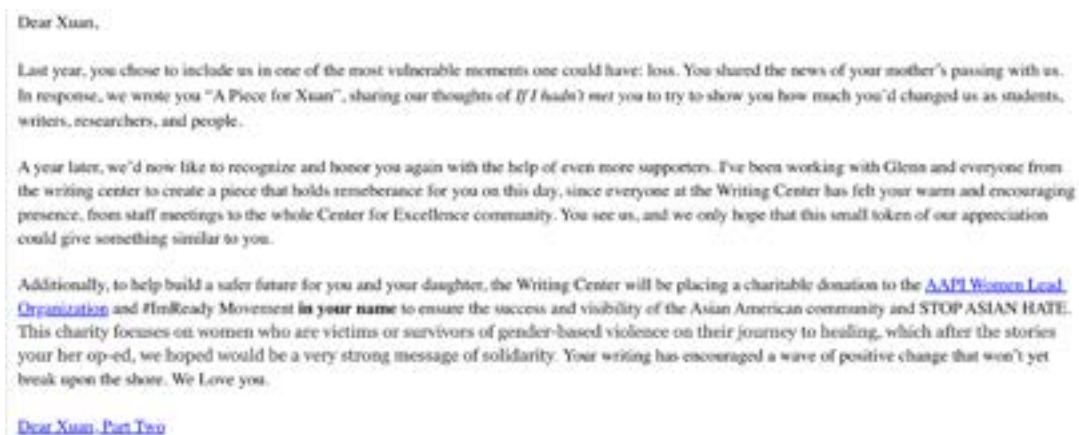 Dear Xuan,
Last year, you chose to include us in one of the most vulnerable moments one could have: loss. You shared the news of your mother's passing with us.
In response, we wrote you "A Piece for Xuan", sharing our thoughts of If I hadn't met you to try to show you how much you'd changed us as students,
writers, researchers, and people.
A year later, we'd now like to recognize and honor you again with the help of even more supporters. I've been working with Glenn and everyone from
the writing center to create a piece that holds remeberance for you on this day, since everyone at the Writing Center has felt your warm and encouraging
presence, from staff meetings to the whole Center for Excellence community. You see us, and we only hope that this small token of our appreciation
could give something similar to you.
Additionally, to help build a safer future for you and your daughter, the Writing Center will be placing a charitable donation to the AAPI Women Lead
Organization and #ImReady Movement in your name to ensure the success and visibility of the Asian American community and STOP ASIAN HATE.
This charity focuses on women who are victims or survivors of gender-based violence on their journey to healing, which after the stories
your her op-ed, we hoped would be a very strong message of solidarity. Your writing has encouraged a wave of positive change that won't yet
break upon the shore. We Love you.
Dear Xuan, Part Two